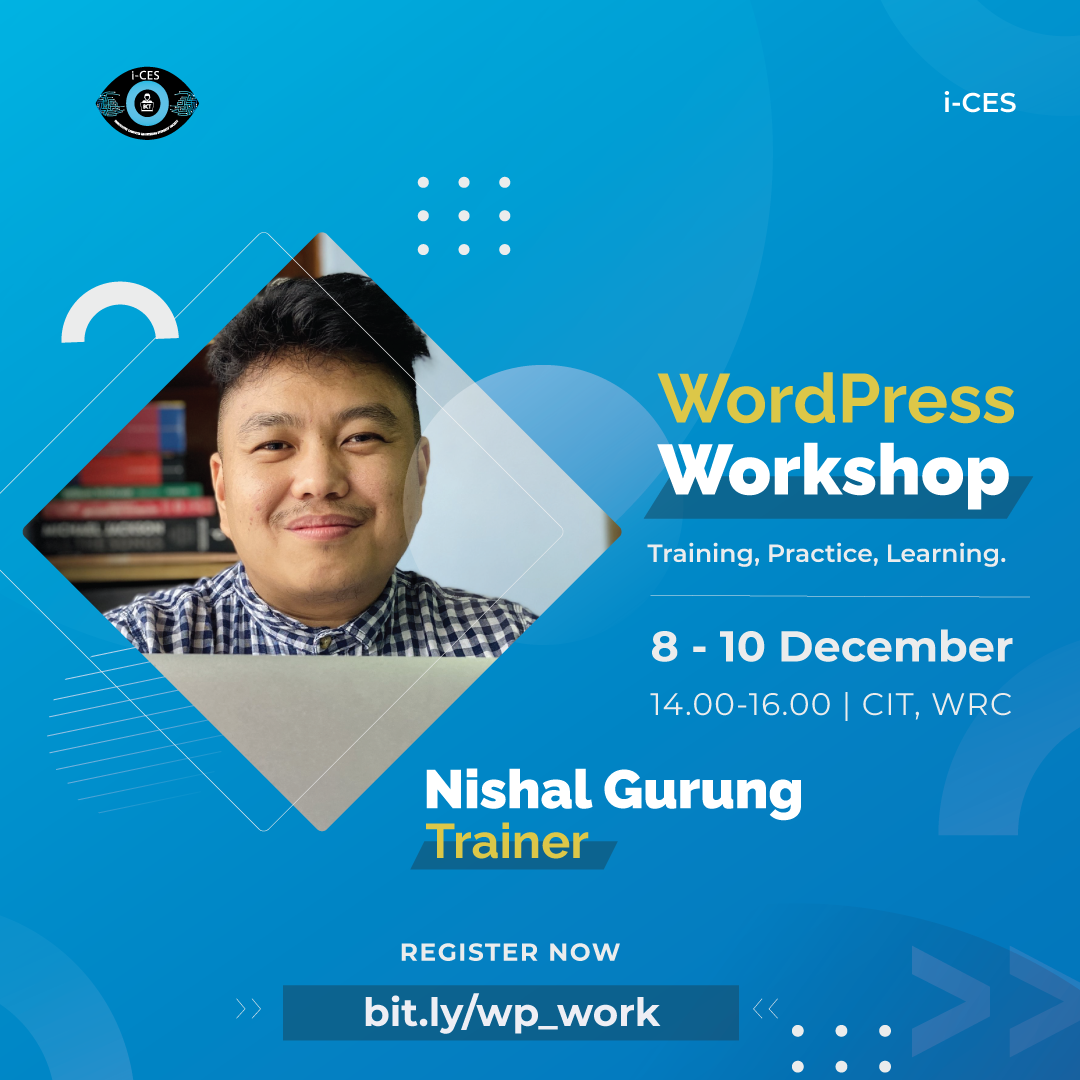 i-CES
i-CES
WordPress
Workshop
Training, Practice, Learning.
8 - 10 December
14.00-16.00 | CIT, WRC
Nishal Gurung
Trainer
REGISTER NOW
bit.ly/wp_work